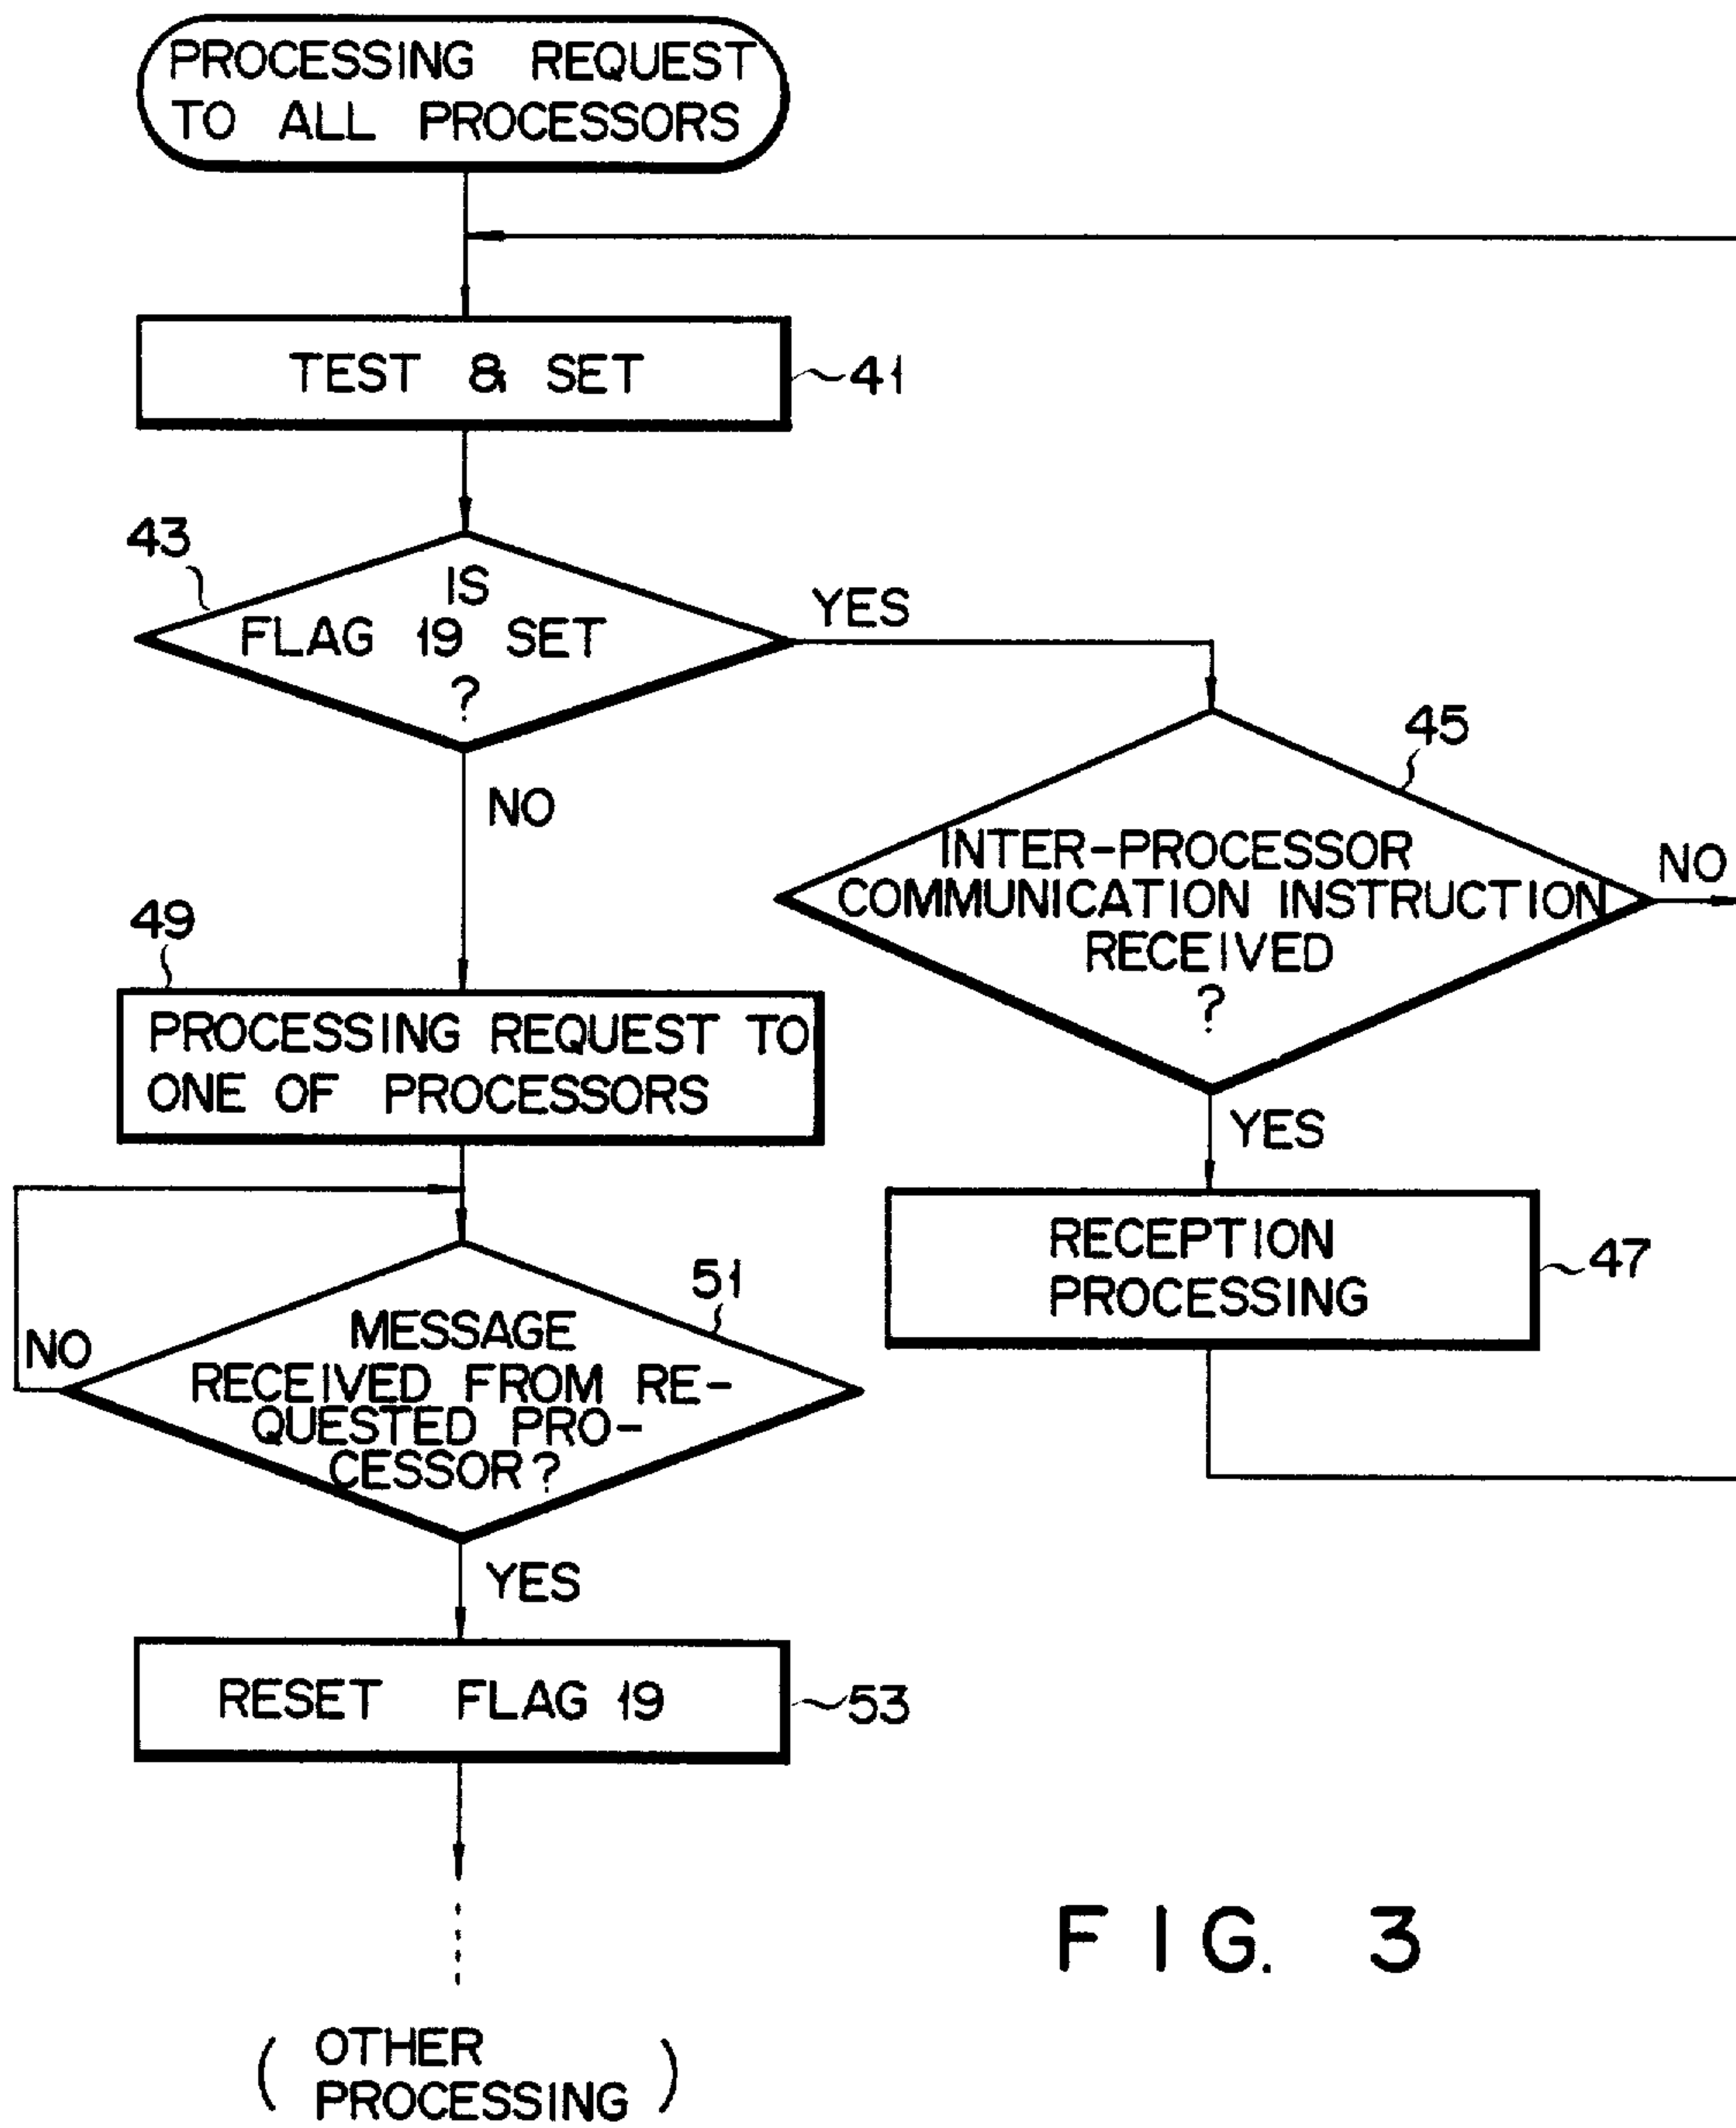 PROCESSING REQUEST
TO ALL PROCESSORS
TEST & SET
41
43
IS
FLAG 19 SET
?
YES
NO
45
INTER-PROCESSOR
COMMUNICATION INSTRUCTION
RECEIVED
?
NO
YES
49
PROCESSING REQUEST TO
ONE OF PROCESSORS
RECEPTION
PROCESSING
47
51
MESSAGE
RECEIVED FROM RE-
QUESTED PRO-
CESSOR?
NO
YES
RESET FLAG 19
53
FIG. 3
( OTHER
PROCESSING )